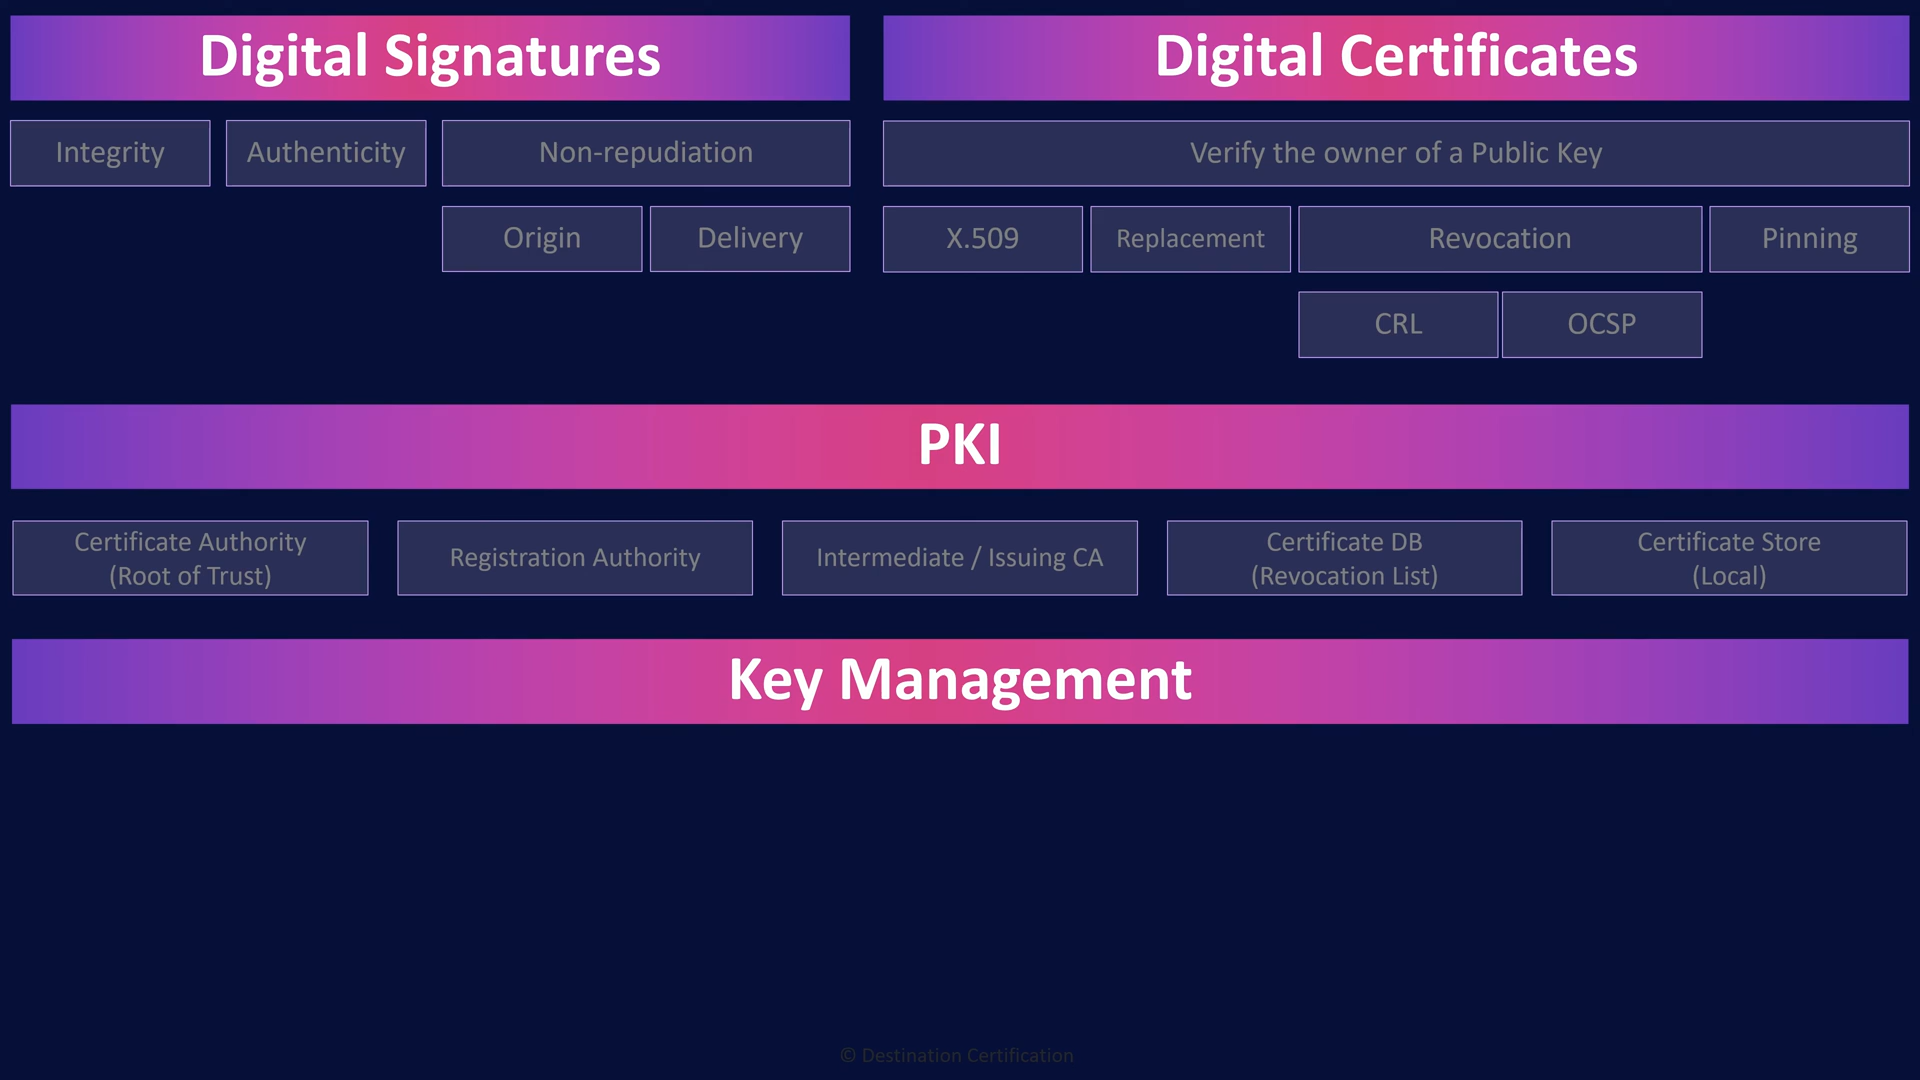 Digital Signatures
Digital Certificates
Integrity
Authenticity
Non-repudiation
Verify the owner of a Public Key
Origin
Delivery
X.509
Replacement
Revocation
Pinning
CRL
OCSP
PKI
Certificate Authority
(Root of Trust)
Registration Authority
Intermediate / Issuing CA
Certificate DB
(Revocation List)
Certificate Store
(Local)
Key Management
© Destination Certification